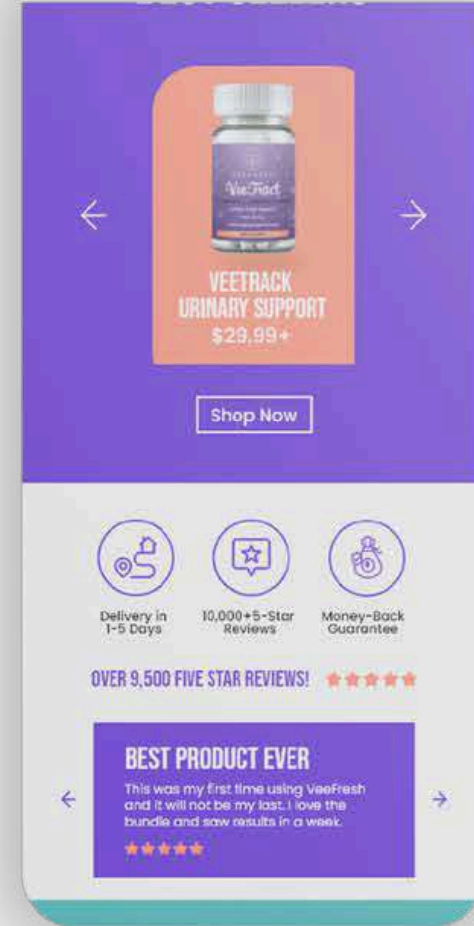 VeeTract
VEETRACK
URINARY SUPPORT
$29.99+
Shop Now
Delivery in
1-5 Days
10,000+5-Star
Reviews
Money-Back
Guarantee
OVER 9,500 FIVE STAR REVIEWS!
BEST PRODUCT EVER
This was my first time using VeeFresh
and it will not be my last. I love the
bundle and saw results in a week.